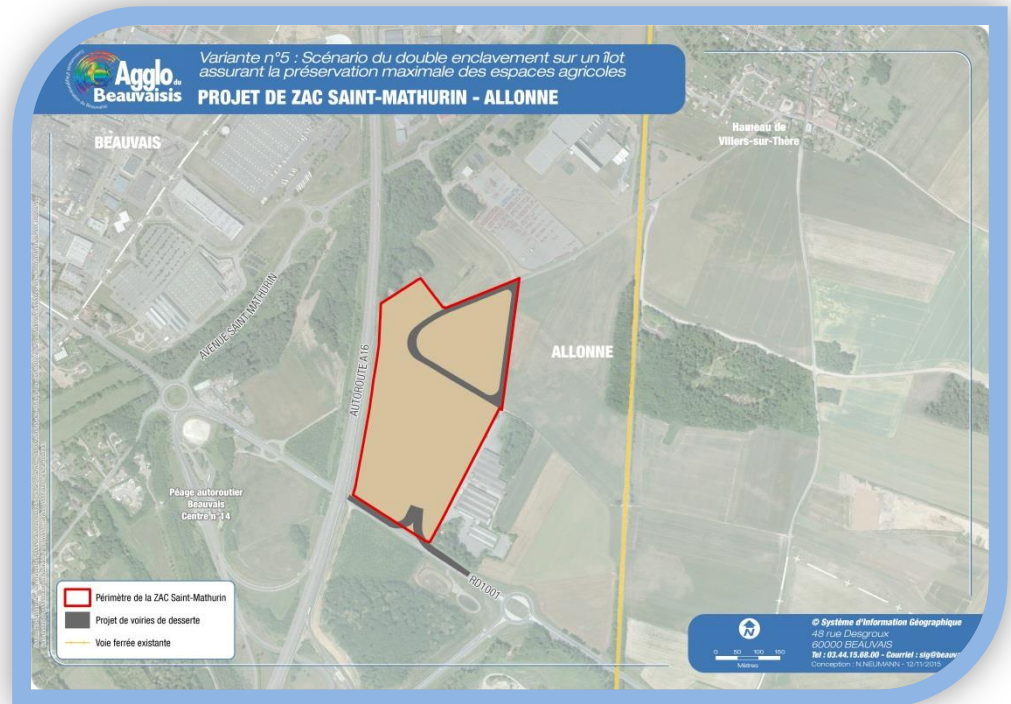 Agglo du
Beauvaisis
Variante n°5 : Scénario du double enclavement sur un îlot
assurant la préservation maximale des espaces agricoles
PROJET DE ZAC SAINT-MATHURIN - ALLONNE
BEAUVAIS
Hameau de
Villers-sur-Thère
AVENUE SAINT MATHURIN
AUTOROUTE A16
ALLONNE
Péage autoroutier
Beauvais
Centre n°14
RD1001
Périmètre de la ZAC Saint-Mathurin
Projet de voiries de desserte
Voie ferrée existante
N
0 50 100 150
Mètres
© Système d'Information Géographique
48 rue Desgroux
60000 BEAUVAIS
Tel : 03.44.15.68.00 - Courriel : sig@beauv
Conception : N.NEUMANN - 12/11/2015